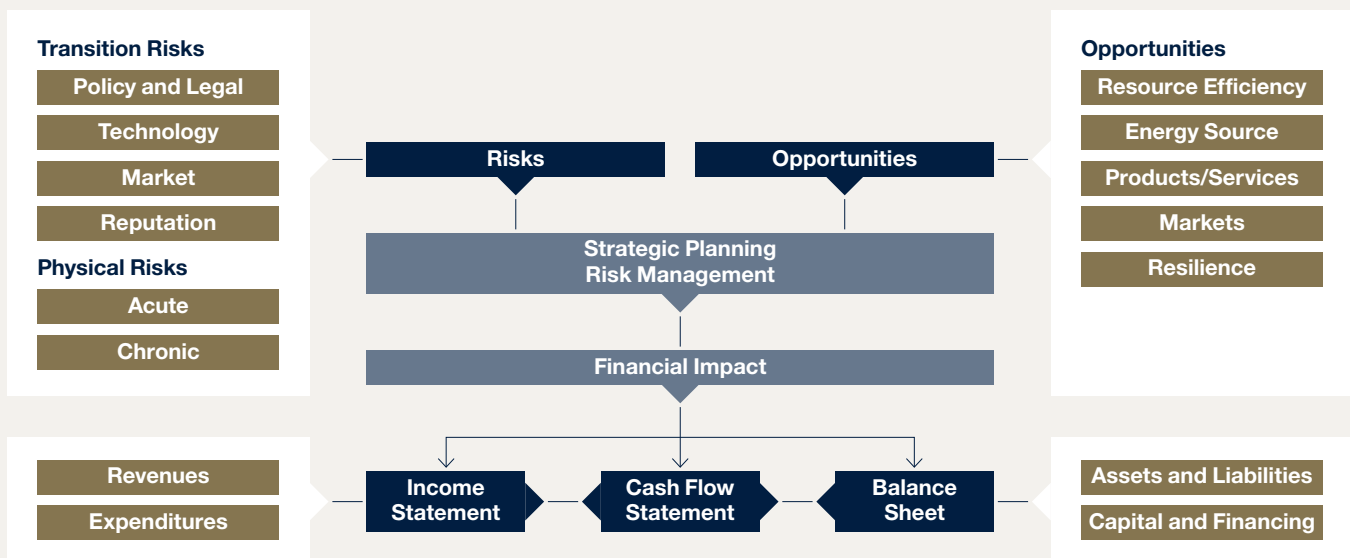 Transition Risks
Policy and Legal
Technology
Market
Reputation
Physical Risks
Acute
Chronic
Risks
Opportunities
Strategic Planning
Risk Management
Financial Impact
Opportunities
Resource Efficiency
Energy Source
Products/Services
Markets
Resilience
Revenues
Expenditures
Income
Statement
Cash Flow
Statement
Balance
Sheet
Assets and Liabilities
Capital and Financing